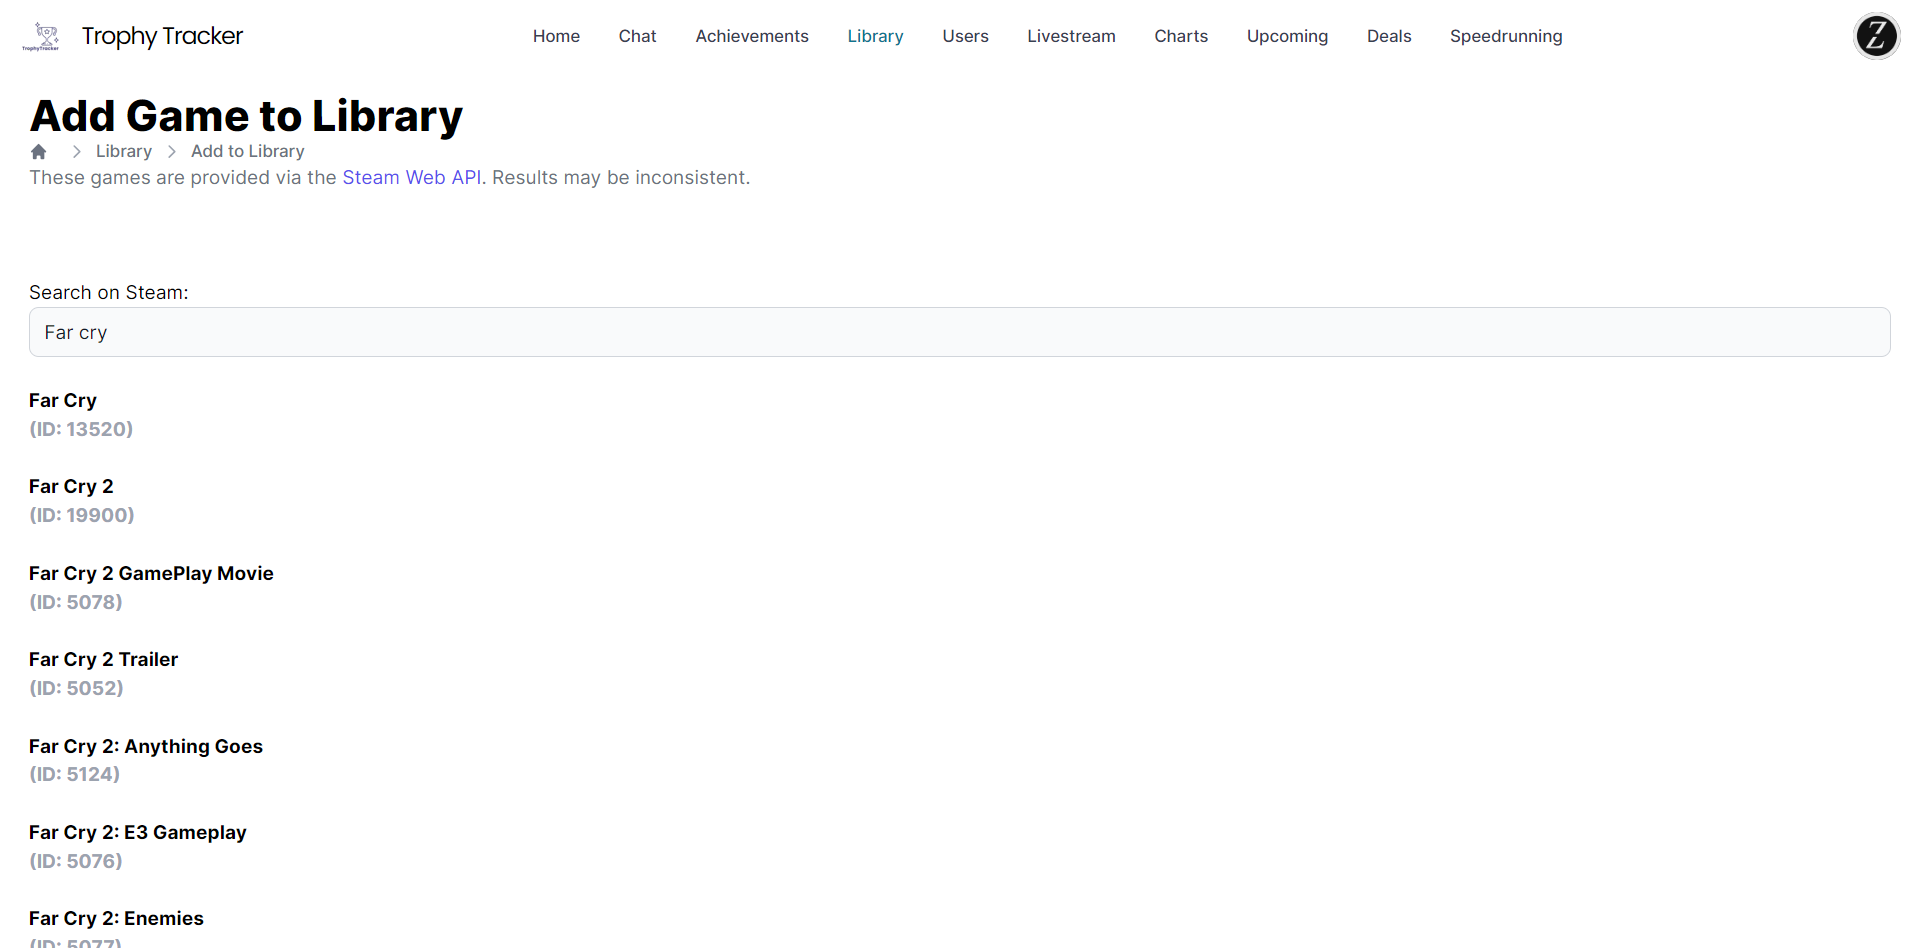 TrophyTracker
Trophy Tracker
Home Chat Achievements Library Users Livestream Charts Upcoming Deals Speedrunning
Z
Add Game to Library
Library Add to Library
These games are provided via the Steam Web API. Results may be inconsistent.
Search on Steam:
Far cry
Far Cry
(ID: 13520)
Far Cry 2
(ID: 19900)
Far Cry 2 GamePlay Movie
(ID: 5078)
Far Cry 2 Trailer
(ID: 5052)
Far Cry 2: Anything Goes
(ID: 5124)
Far Cry 2: E3 Gameplay
(ID: 5076)
Far Cry 2: Enemies
(ID: 5077)